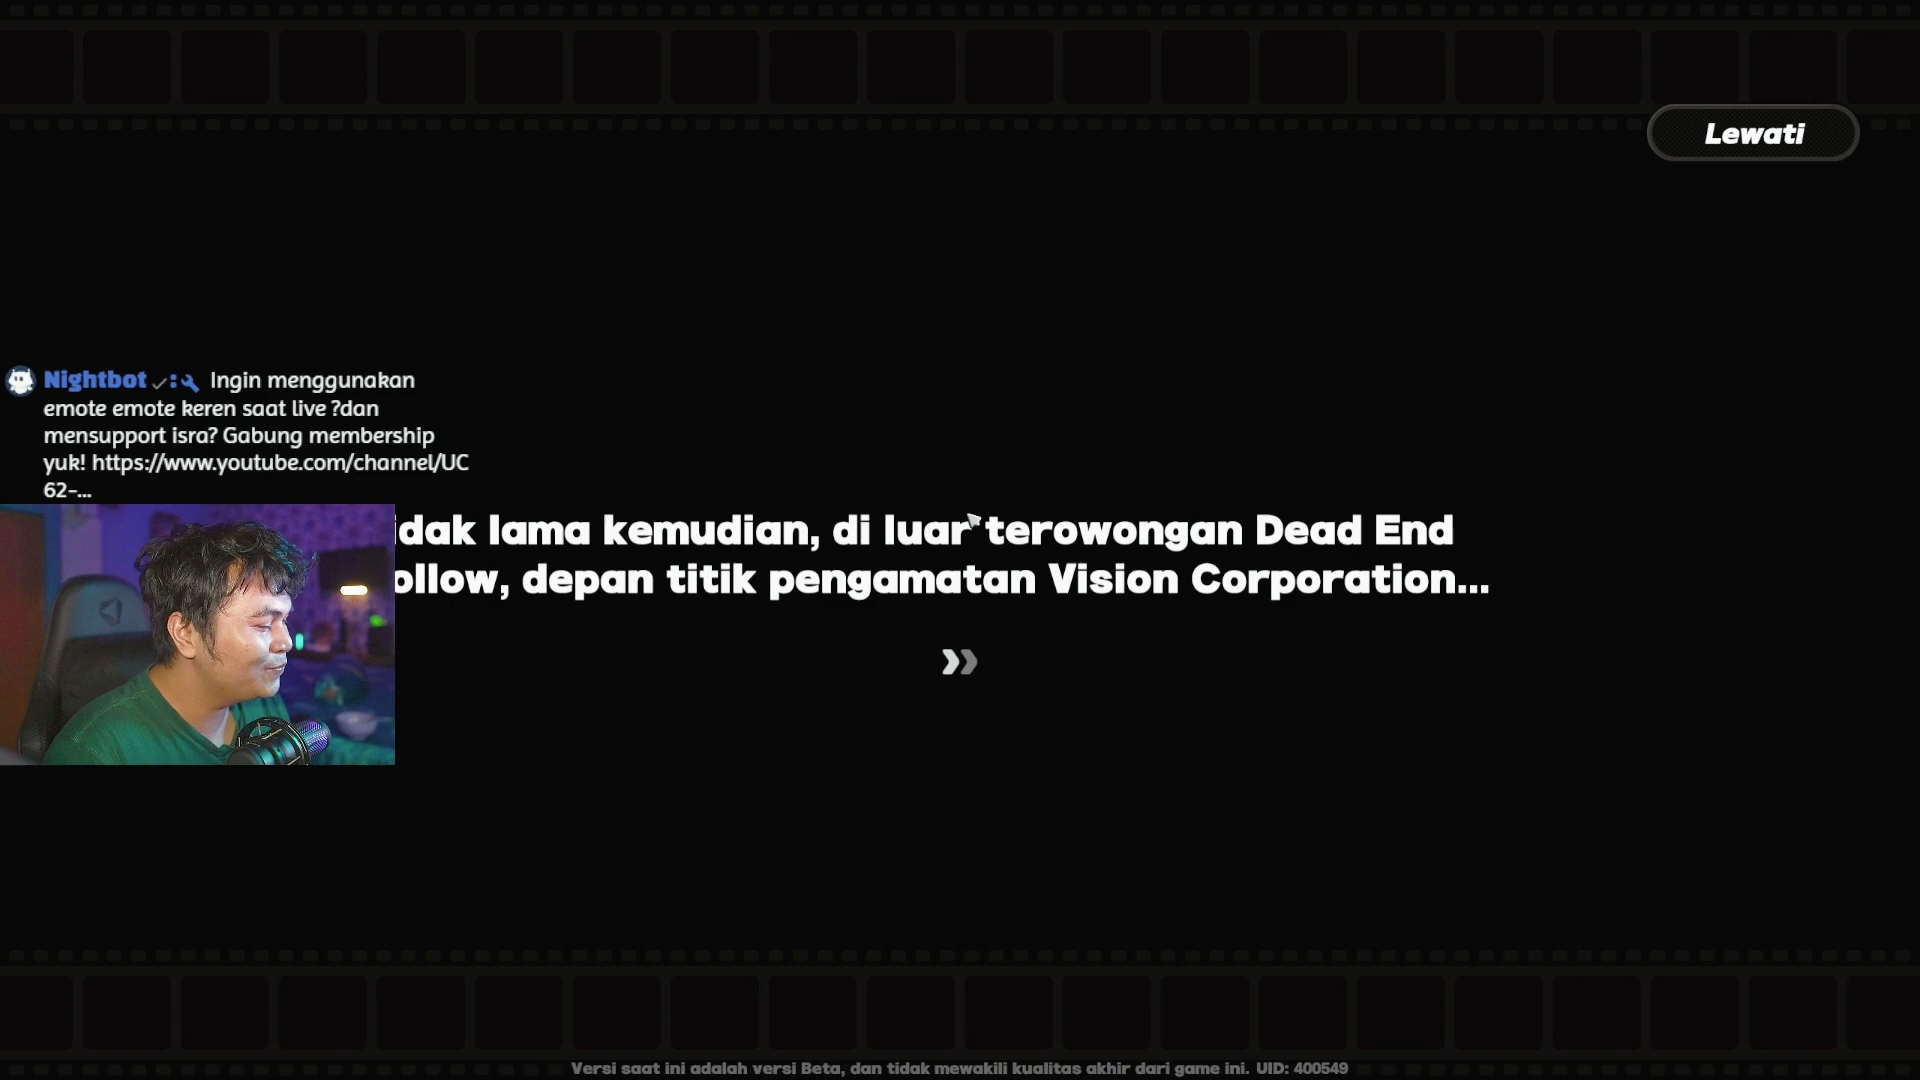 Lewati
Nightbot Ingin menggunakan
emote emote keren saat live ?dan
mensupport isra? Gabung membership
yuk! https://www.youtube.com/channel/UC
62-...
idak lama kemudian, di luar terowongan Dead End
ollow, depan titik pengamatan Vision Corporation...
Versi saat ini adalah versi Beta, dan tidak mewakili kualitas akhir dari game ini. UID: 400549